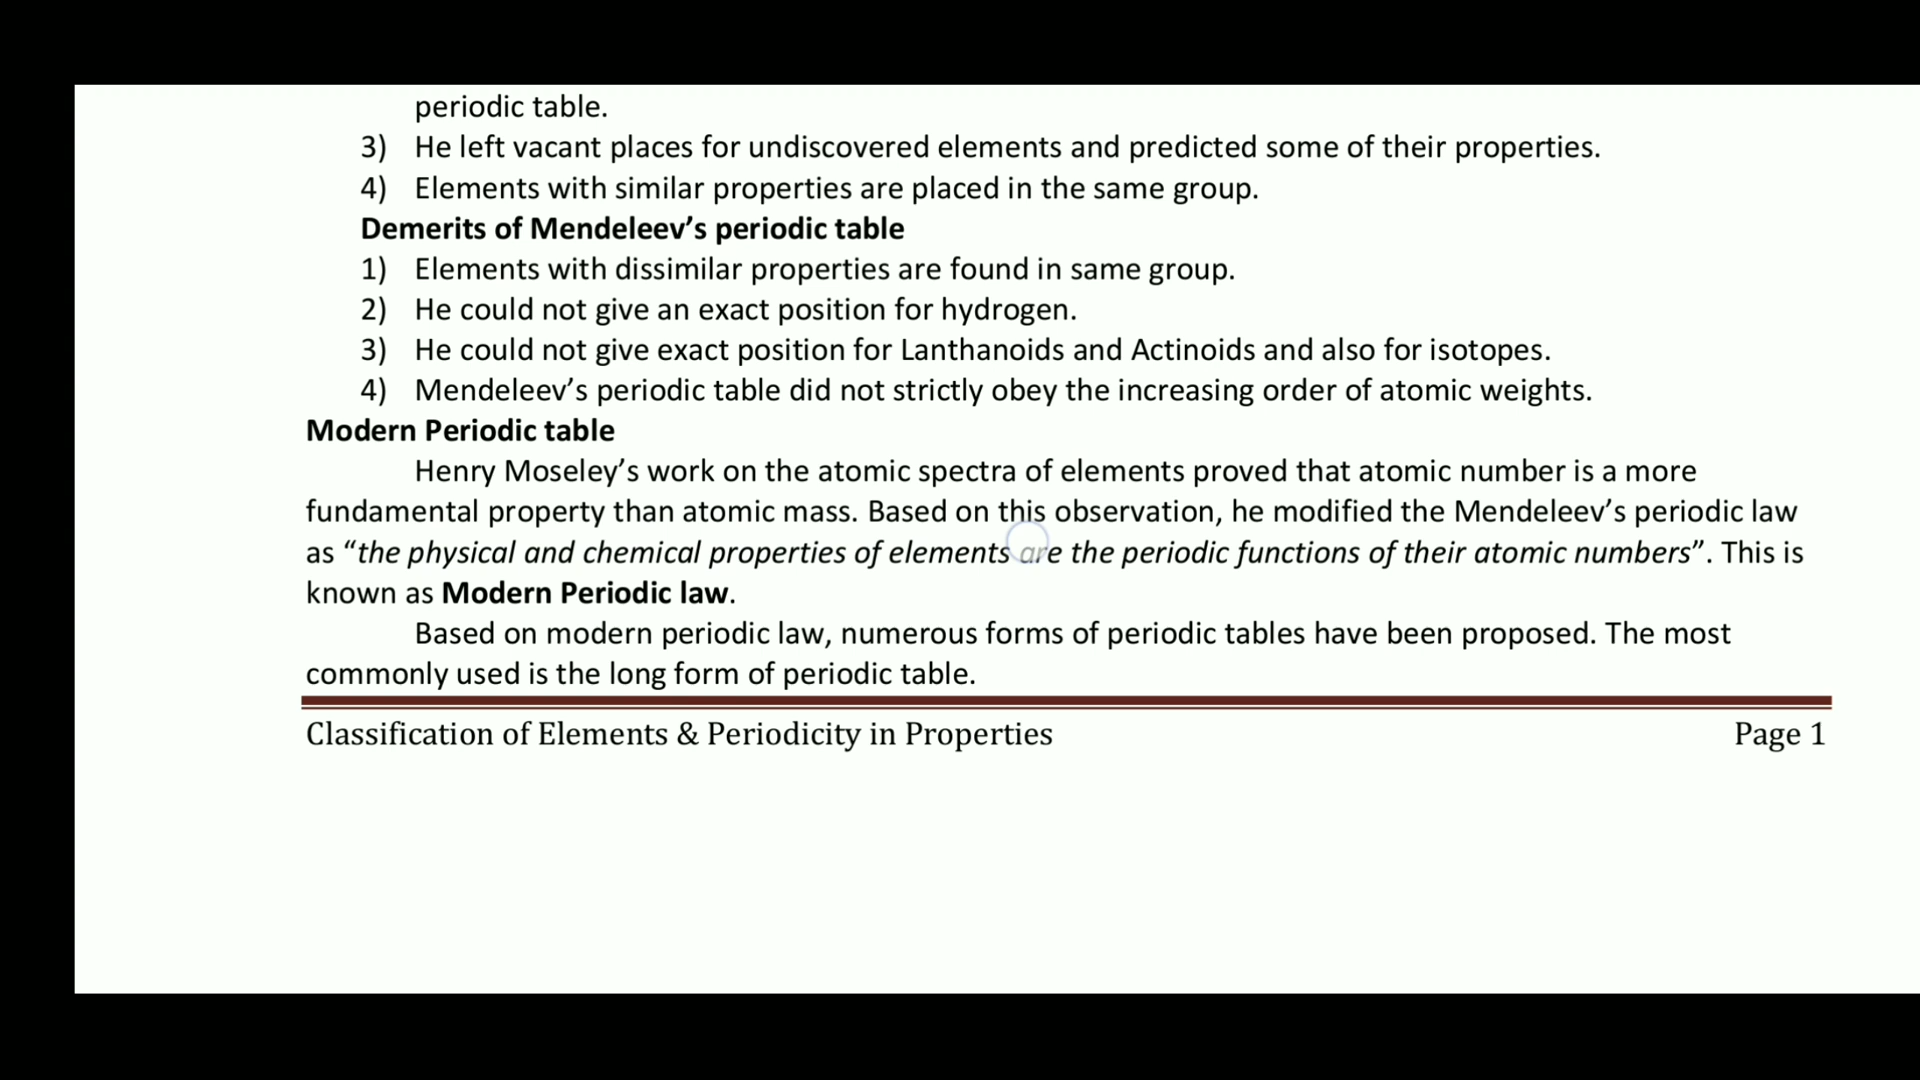 periodic table.
3) He left vacant places for undiscovered elements and predicted some of their properties.
4) Elements with similar properties are placed in the same group.
Demerits of Mendeleev’s periodic table
1) Elements with dissimilar properties are found in same group.
2) He could not give an exact position for hydrogen.
3) He could not give exact position for Lanthanoids and Actinoids and also for isotopes.
4) Mendeleev’s periodic table did not strictly obey the increasing order of atomic weights.
Modern Periodic table
Henry Moseley’s work on the atomic spectra of elements proved that atomic number is a more
fundamental property than atomic mass. Based on this observation, he modified the Mendeleev’s periodic law
as “the physical and chemical properties of elements are the periodic functions of their atomic numbers”. This is
known as Modern Periodic law.
Based on modern periodic law, numerous forms of periodic tables have been proposed. The most
commonly used is the long form of periodic table.
Classification of Elements & Periodicity in Properties Page 1